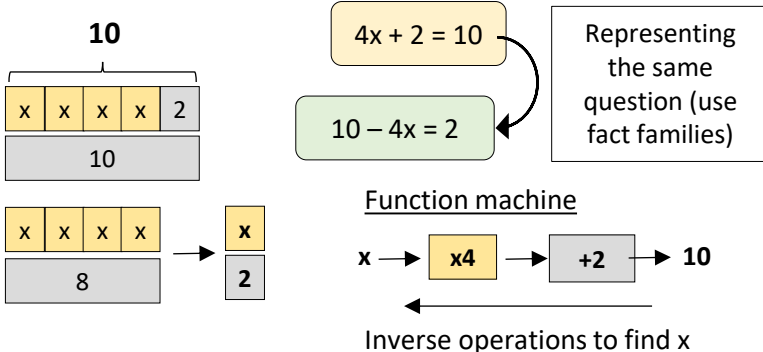 10
x x x x 2
10
x x x x
8
x
2
4x + 2 = 10
10 – 4x = 2
Representing
the same
question (use
fact families)
Function machine
x x4 +2 10
Inverse operations to find x